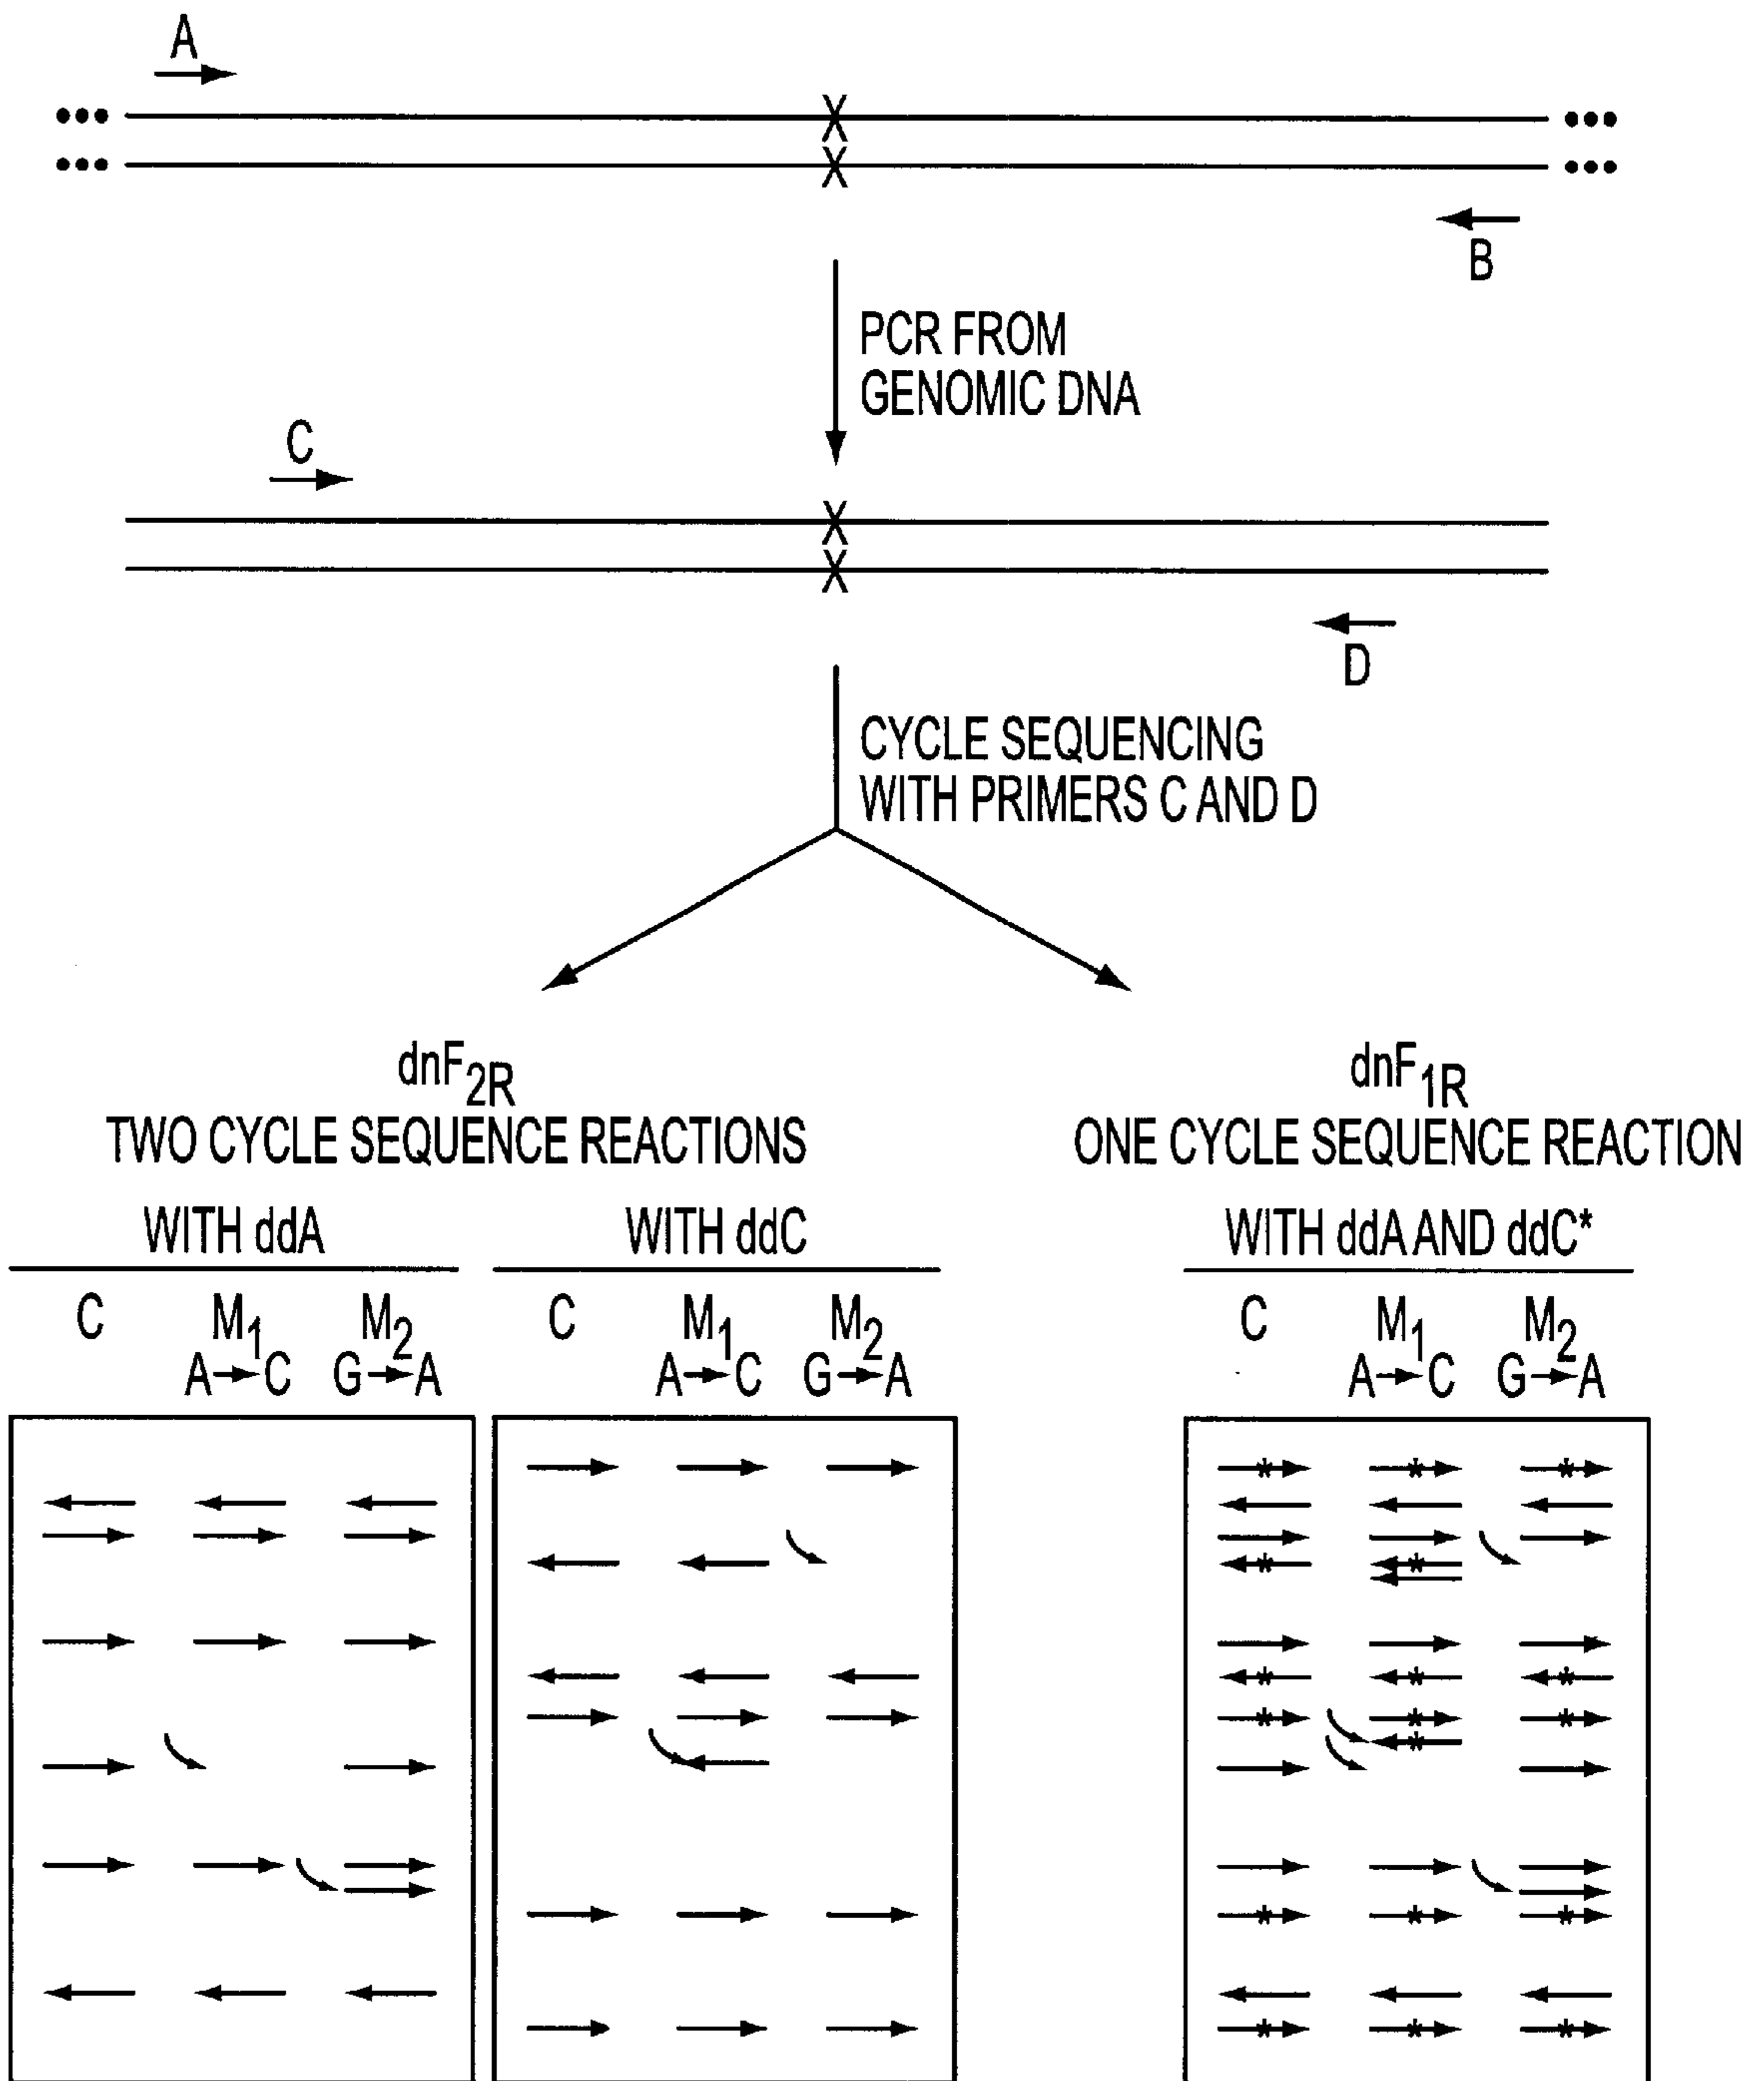 A
X
X
B
PCR FROM
GENOMIC DNA
C
X
X
D
CYCLE SEQUENCING
WITH PRIMERS C AND D
dnF2R
TWO CYCLE SEQUENCE REACTIONS
WITH ddA
C M1 M2
A→C G→A
WITH ddC
C M1 M2
A→C G→A
dnF1R
ONE CYCLE SEQUENCE REACTION
WITH ddA AND ddC*
C M1 M2
A→C G→A